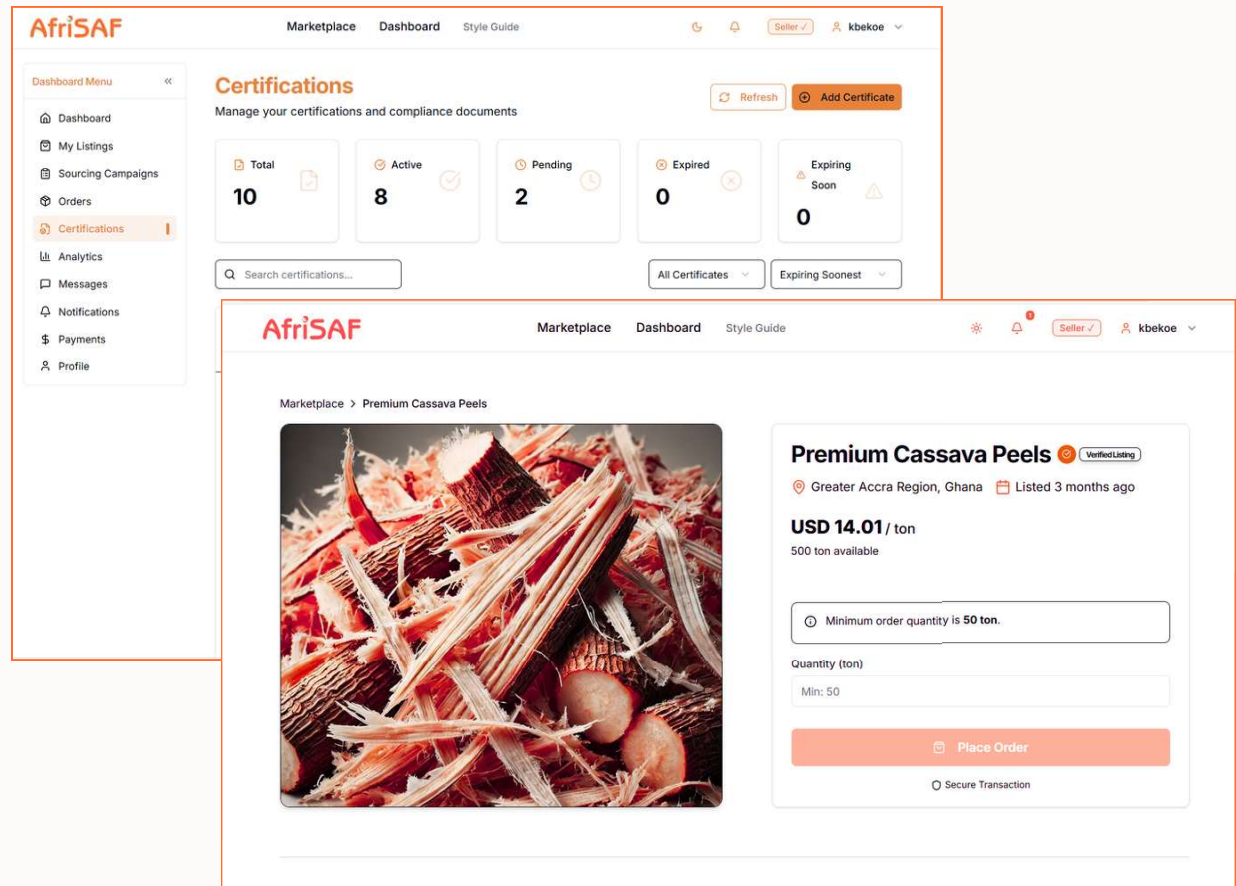 AfriSAF
Marketplace Dashboard Style Guide
Seller ✓ kbekoe
Dashboard Menu «
Dashboard
My Listings
Sourcing Campaigns
Orders
Certifications
Analytics
Messages
Notifications
Payments
Profile
Certifications
Manage your certifications and compliance documents
Refresh
Add Certificate
Total
10
Active
8
Pending
2
Expired
0
Expiring
Soon
0
Search certifications...
All Certificates
Expiring Soonest
AfriSAF
Marketplace Dashboard Style Guide
1
Seller ✓ kbekoe
Marketplace > Premium Cassava Peels
Premium Cassava Peels Verified Listing
Greater Accra Region, Ghana Listed 3 months ago
USD 14.01 / ton
500 ton available
Minimum order quantity is 50 ton.
Quantity (ton)
Min: 50
Place Order
Secure Transaction